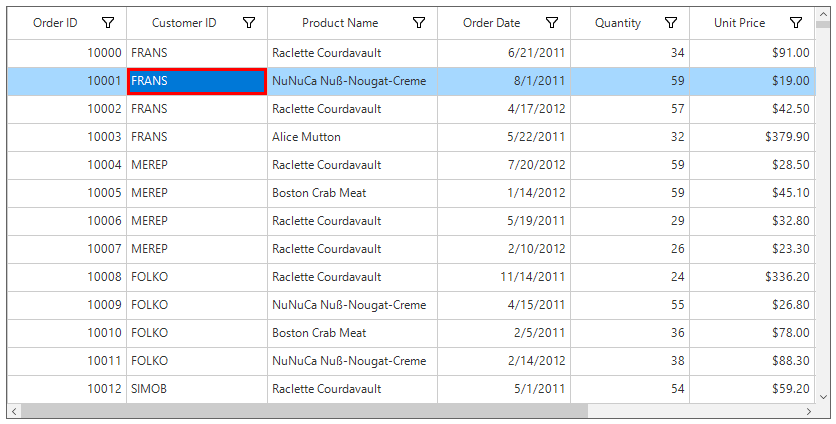 Order ID Customer ID Product Name Order Date Quantity Unit Price
10000 FRANS Raclette Courdavault 6/21/2011 34 $91.00
10001 FRANS NuNuCa Nuß-Nougat-Creme 8/1/2011 59 $19.00
10002 FRANS Raclette Courdavault 4/17/2012 57 $42.50
10003 FRANS Alice Mutton 5/22/2011 32 $379.90
10004 MEREP Raclette Courdavault 7/20/2012 59 $28.50
10005 MEREP Boston Crab Meat 1/14/2012 59 $45.10
10006 MEREP Raclette Courdavault 5/19/2011 29 $32.80
10007 MEREP Raclette Courdavault 2/10/2012 26 $23.30
10008 FOLKO Raclette Courdavault 11/14/2011 24 $336.20
10009 FOLKO NuNuCa Nuß-Nougat-Creme 4/15/2011 55 $26.80
10010 FOLKO Boston Crab Meat 2/5/2011 36 $78.00
10011 FOLKO NuNuCa Nuß-Nougat-Creme 2/14/2012 38 $88.30
10012 SIMOB Raclette Courdavault 5/1/2011 54 $59.20